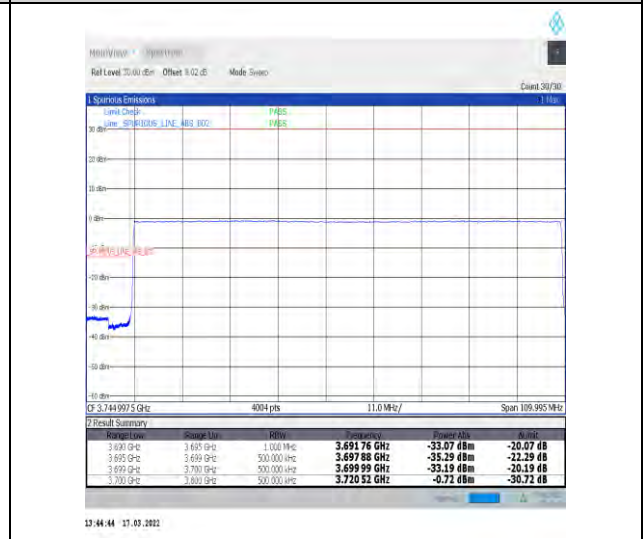 Ref Level 30.00 dBm Offset 8.02 dB Mode Sweep
Count 30/30
1 Spurious Emissions
Limit Check PASS
Line _SPURIOUS_LINE_ABS_002 PASS
30 dBm
20 dBm
10 dBm
0 dBm
-20 dBm
-30 dBm
-40 dBm
-50 dBm
-60 dBm
CF 3.7449975 GHz 4004 pts 11.0 MHz/ Span 109.995 MHz
2 Result Summary
Range Low Range Up RBW Frequency Power Abs ΔLimit
3.690 GHz 3.695 GHz 1.000 MHz 3.691 76 GHz -33.07 dBm -20.07 dB
3.695 GHz 3.699 GHz 500.000 kHz 3.697 88 GHz -35.29 dBm -22.29 dB
3.699 GHz 3.700 GHz 500.000 kHz 3.699 99 GHz -33.19 dBm -20.19 dB
3.700 GHz 3.800 GHz 500.000 kHz 3.720 52 GHz -0.72 dBm -30.72 dB
13:44:44 17.03.2022